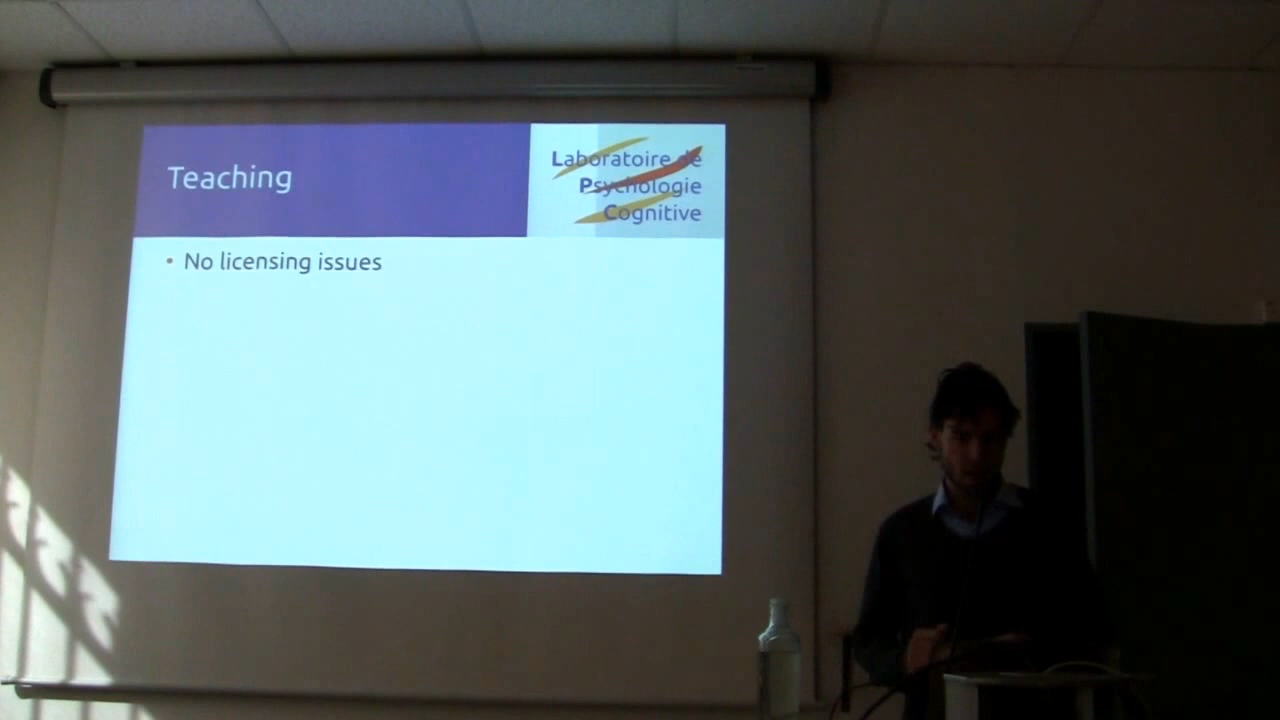 Teaching
Laboratoire de
Psychologie
Cognitive
• No licensing issues